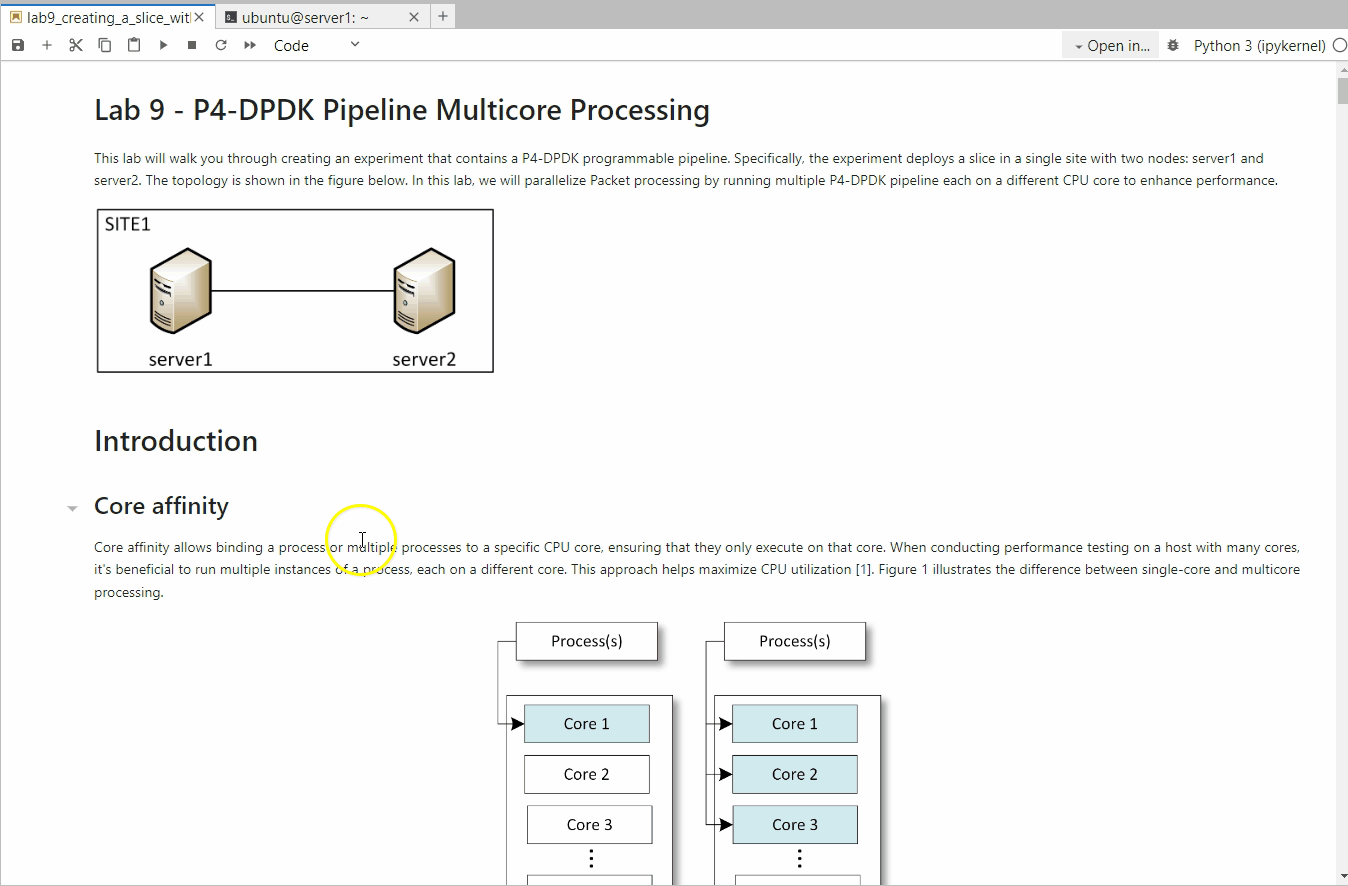 lab9_creating_a_slice_wit
ubuntu@server1: ~
Code
Open in...
Python 3 (ipykernel)
Lab 9 - P4-DPDK Pipeline Multicore Processing
This lab will walk you through creating an experiment that contains a P4-DPDK programmable pipeline. Specifically, the experiment deploys a slice in a single site with two nodes: server1 and
server2. The topology is shown in the figure below. In this lab, we will parallelize Packet processing by running multiple P4-DPDK pipeline each on a different CPU core to enhance performance.
SITE1
server1
server2
Introduction
Core affinity
Core affinity allows binding a process or multiple processes to a specific CPU core, ensuring that they only execute on that core. When conducting performance testing on a host with many cores,
it's beneficial to run multiple instances of a process, each on a different core. This approach helps maximize CPU utilization [1]. Figure 1 illustrates the difference between single-core and multicore
processing.
Process(s)
Process(s)
Core 1
Core 1
Core 2
Core 2
Core 3
Core 3